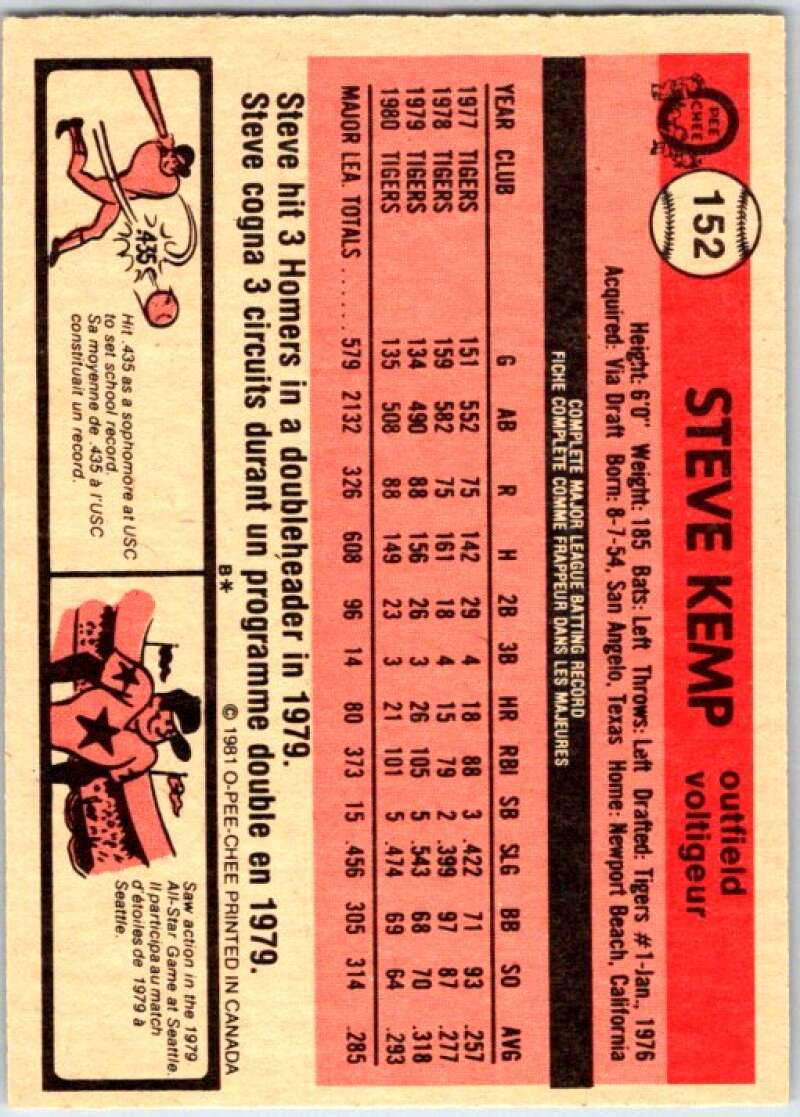 O
PEE
CHEE
152
STEVE KEMP
outfield
voltigeur
Height: 6'0" Weight: 185 Bats: Left Throws: Left Drafted: Tigers #1-Jan., 1976
Acquired: Via Draft Born: 8-7-54, San Angelo, Texas Home: Newport Beach, California
COMPLETE MAJOR LEAGUE BATTING RECORD
FICHE COMPLETE COMME FRAPPEUR DANS LES MAJEURES
YEAR CLUB G AB R H 2B 3B HR RBI SB SLG BB SO AVG
1977 TIGERS 151 552 75 142 29 4 18 88 3 .422 71 93 .257
1978 TIGERS 159 582 75 161 18 4 15 79 2 .399 97 87 .277
1979 TIGERS 134 490 88 156 26 3 26 105 5 .543 68 70 .318
1980 TIGERS 135 508 88 149 23 3 21 101 5 .474 69 64 .293
MAJOR LEA. TOTALS ...... 579 2132 326 608 96 14 80 373 15 .456 305 314 .285
Steve hit 3 Homers in a doubleheader in 1979.
Steve cogna 3 circuits durant un programme double en 1979.
B* © 1981 O-PEE-CHEE PRINTED IN CANADA
.435
Hit .435 as a sophomore at USC
to set school record.
Sa moyenne de .435 à l'USC
constituait un record.
Saw action in the 1979
All-Star Game at Seattle.
Il participa au match
d'étoiles de 1979 à
Seattle.